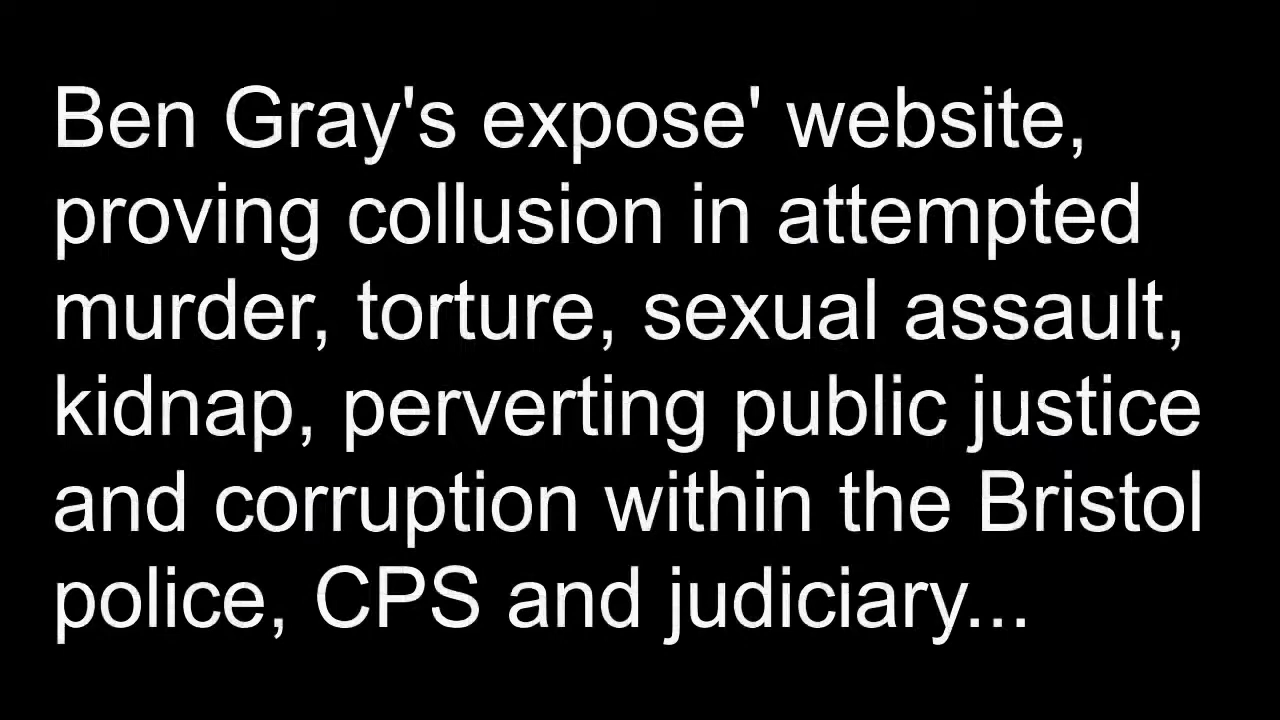 Ben Gray's expose' website,
proving collusion in attempted
murder, torture, sexual assault,
kidnap, perverting public justice
and corruption within the Bristol
police, CPS and judiciary...